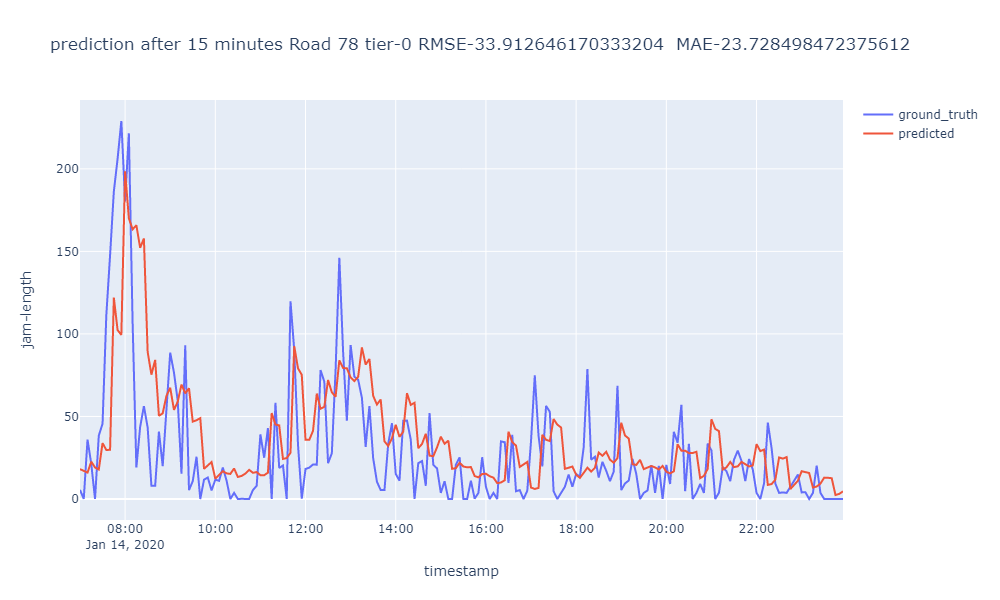 prediction after 15 minutes Road 78 tier-0 RMSE-33.912646170333204  MAE-23.728498472375612
ground_truth
predicted
200
150
100
50
0
jam-length
08:00 10:00 12:00 14:00 16:00 18:00 20:00 22:00
Jan 14, 2020
timestamp